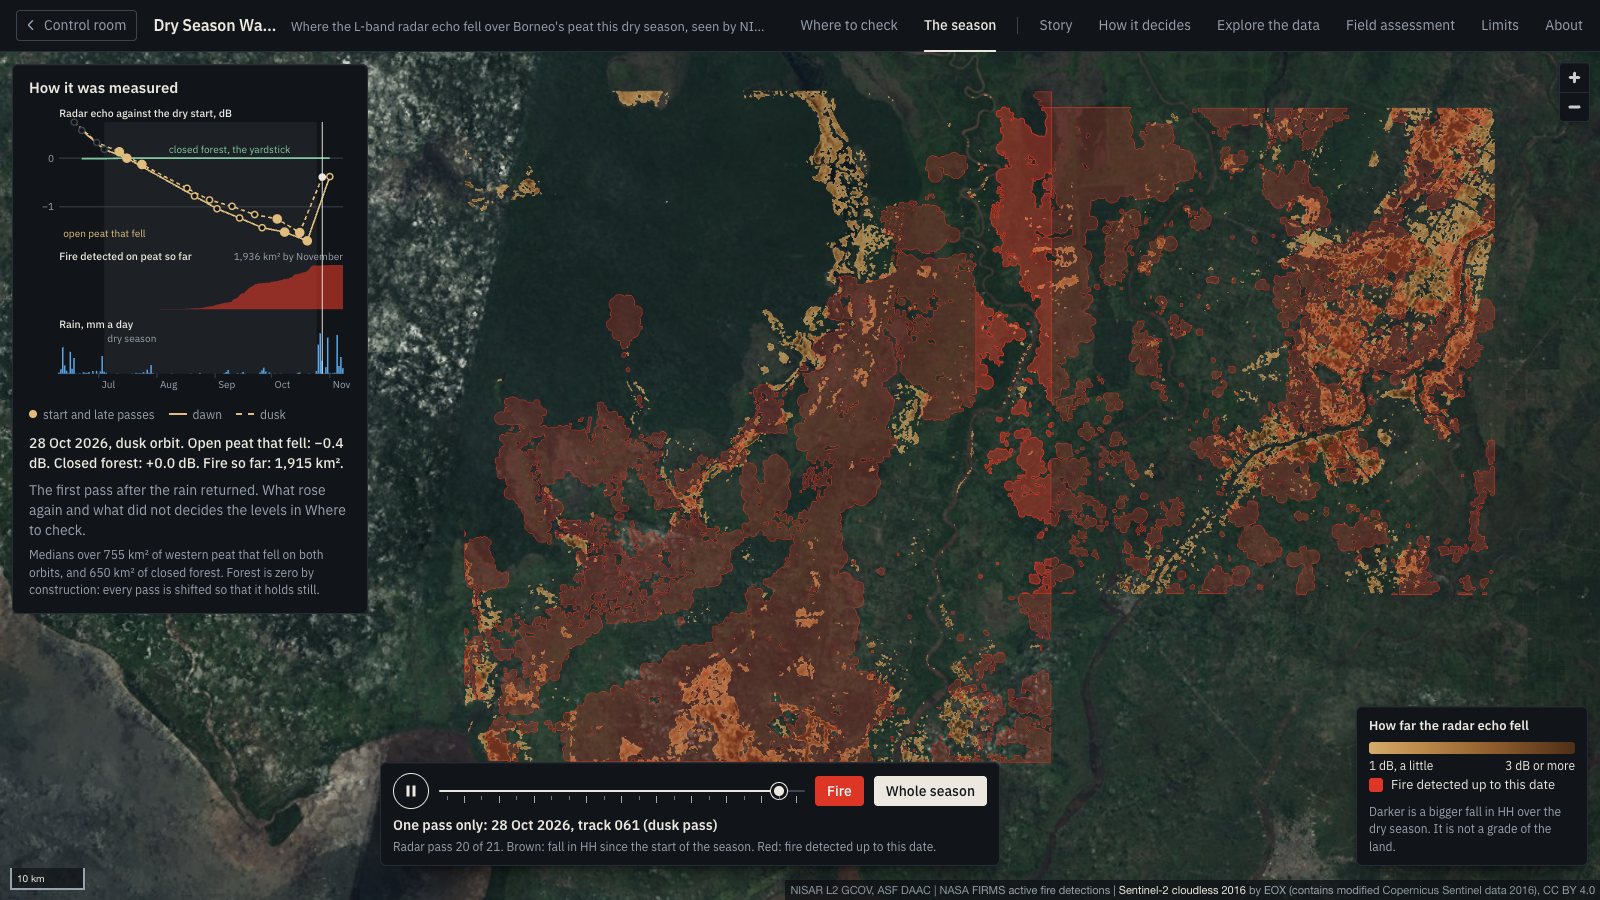 Control room
Dry Season Wa...
Where the L-band radar echo fell over Borneo's peat this dry season, seen by NI...
Where to check
The season
Story
How it decides
Explore the data
Field assessment
Limits
About
How it was measured
Radar echo against the dry start, dB
closed forest, the yardstick
0
−1
open peat that fell
Fire detected on peat so far
1,936 km² by November
Rain, mm a day
dry season
Jul
Aug
Sep
Oct
Nov
start and late passes
dawn
dusk
28 Oct 2026, dusk orbit. Open peat that fell: −0.4
dB. Closed forest: +0.0 dB. Fire so far: 1,915 km².
The first pass after the rain returned. What rose
again and what did not decides the levels in Where
to check.
Medians over 755 km² of western peat that fell on both
orbits, and 650 km² of closed forest. Forest is zero by
construction: every pass is shifted so that it holds still.
+
−
Fire
Whole season
One pass only: 28 Oct 2026, track 061 (dusk pass)
Radar pass 20 of 21. Brown: fall in HH since the start of the season. Red: fire detected up to this date.
How far the radar echo fell
1 dB, a little
3 dB or more
Fire detected up to this date
Darker is a bigger fall in HH over the
dry season. It is not a grade of the
land.
10 km
NISAR L2 GCOV, ASF DAAC | NASA FIRMS active fire detections | Sentinel-2 cloudless 2016 by EOX (contains modified Copernicus Sentinel data 2016), CC BY 4.0